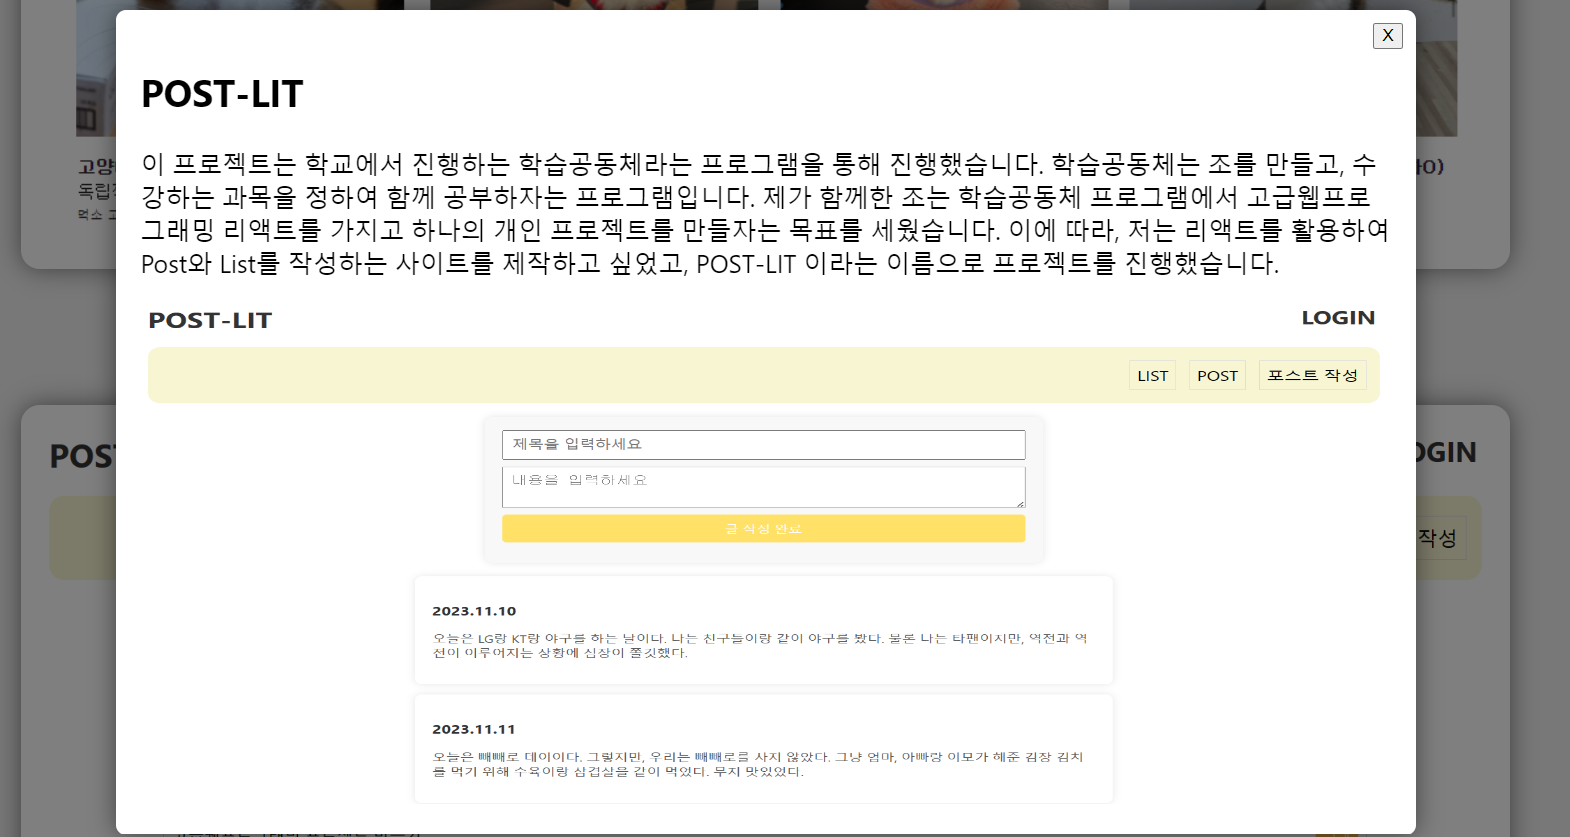 X
POST-LIT
이 프로젝트는 학교에서 진행하는 학습공동체라는 프로그램을 통해 진행했습니다. 학습공동체는 조를 만들고, 수
강하는 과목을 정하여 함께 공부하자는 프로그램입니다. 제가 함께한 조는 학습공동체 프로그램에서 고급웹프로
그래밍 리액트를 가지고 하나의 개인 프로젝트를 만들자는 목표를 세웠습니다. 이에 따라, 저는 리액트를 활용하여
Post와 List를 작성하는 사이트를 제작하고 싶었고, POST-LIT 이라는 이름으로 프로젝트를 진행했습니다.
POST-LIT
LOGIN
LIST POST 포스트 작성
제목을 입력하세요
내용을 입력하세요
글 작성 완료
2023.11.10
오늘은 LG랑 KT랑 야구를 하는 날이다. 나는 친구들이랑 같이 야구를 봤다. 물론 나는 타팬이지만, 역전과 역
전이 이루어지는 상황에 심장이 쫄깃했다.
2023.11.11
오늘은 빼빼로 데이이다. 그렇지만, 우리는 빼빼로를 사지 않았다. 그냥 엄마, 아빠랑 이모가 해준 김장 김치
를 먹기 위해 수육이랑 삼겹살을 같이 먹었다. 무지 맛있었다.
작성